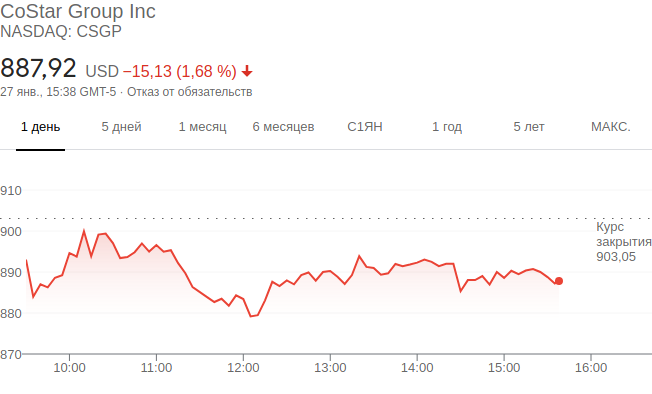 CoStar Group Inc
NASDAQ: CSGP
887,92 USD −15,13 (1,68 %)
27 янв., 15:38 GMT-5 · Отказ от обязательств
1 день 5 дней 1 месяц 6 месяцев С1ЯН 1 год 5 лет МАКС.
910
900
890
880
870
Курс
закрытия
903,05
10:00 11:00 12:00 13:00 14:00 15:00 16:00